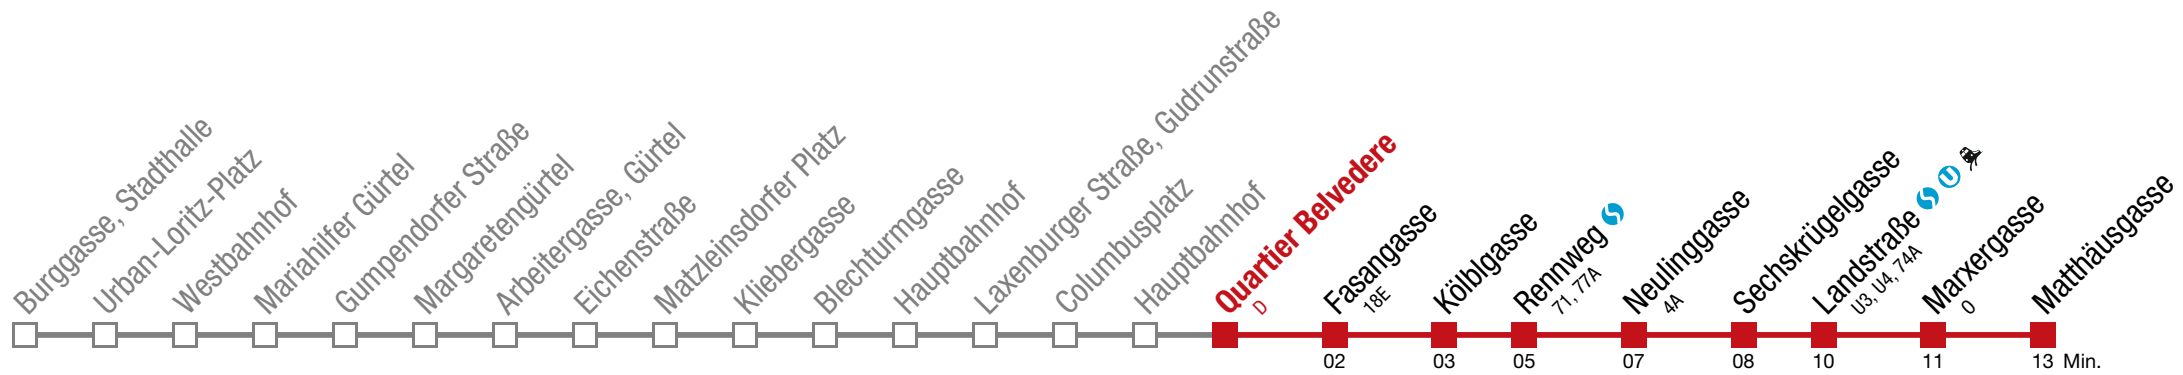 Burggasse, Stadthalle
Urban-Loritz-Platz
Westbahnhof
Mariahilfer Gürtel
Gumpendorfer Straße
Margaretengürtel
Arbeitergasse, Gürtel
Eichenstraße
Matzleinsdorfer Platz
Kliebergasse
Blechturmgasse
Hauptbahnhof
Laxenburger Straße, Gudrunstraße
Columbusplatz
Hauptbahnhof
Quartier Belvedere
D
Fasangasse
18E
Kölblgasse
Rennweg
71, 77A
Neulinggasse
4A
Sechskrügelgasse
Landstraße U
U3, U4, 74A
Marxergasse
O
Matthäusgasse
02 03 05 07 08 10 11 13 Min.